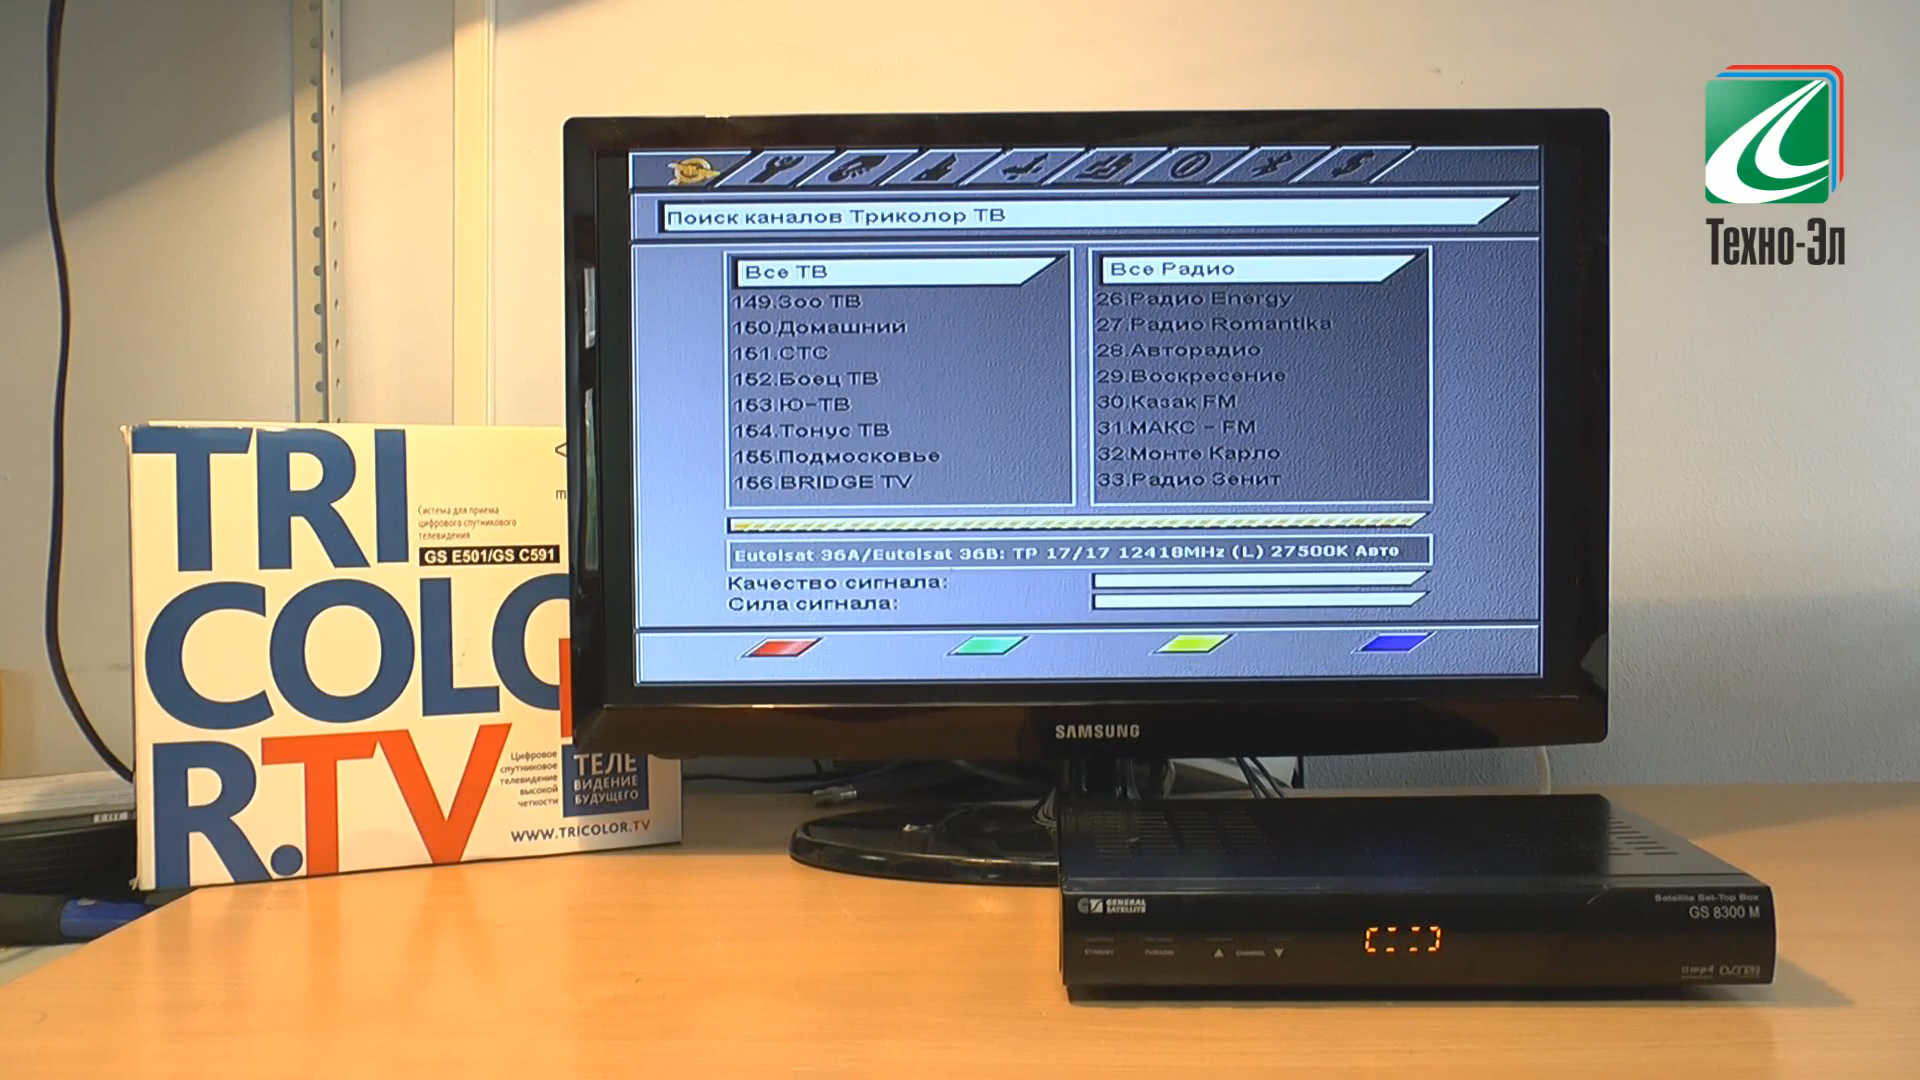 Техно-Эл
Поиск каналов Триколор ТВ
Все ТВ
149.Зоо ТВ
150.Домашний
151.СТС
152.Боец ТВ
153.Ю-ТВ
154.Тонус ТВ
155.Подмосковье
156.BRIDGE TV
Все Радио
26.Радио Energy
27.Радио Romantika
28.Авторадио
29.Воскресение
30.Казак FM
31.МАКС - FM
32.Монте Карло
33.Радио Зенит
Eutelsat 36A/Eutelsat 36B: TP 17/17 12418MHz (L) 27500K Авто
Качество сигнала:
Сила сигнала:
SAMSUNG
TRI
COLO
R.TV
Система для приема
цифрового спутникового
телевидения
GS E501/GS C591
Цифровое
спутниковое
телевидение
высокой
четкости
ТЕЛЕ
ВИДЕНИЕ
БУДУЩЕГО
WWW.TRICOLOR.TV
GENERAL
SATELLITE
Satellite Set-Top Box
GS 8300 M
STANDBY
TV/RADIO
CHANNEL